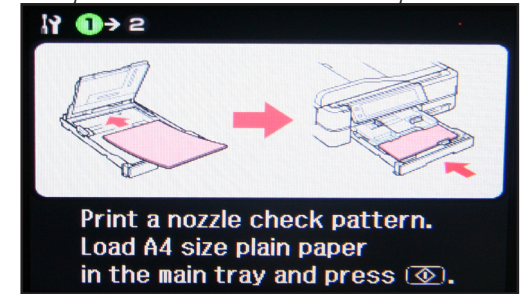 1 → 2
Print a nozzle check pattern.
Load A4 size plain paper
in the main tray and press